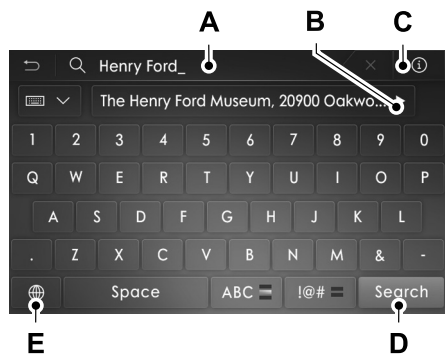 A B C
Henry Ford_
The Henry Ford Museum, 20900 Oakwo...
1 2 3 4 5 6 7 8 9 0
Q W E R T Y U I O P
A S D F G H J K L
. Z X C V B N M & -
Space ABC !@# Search
E D